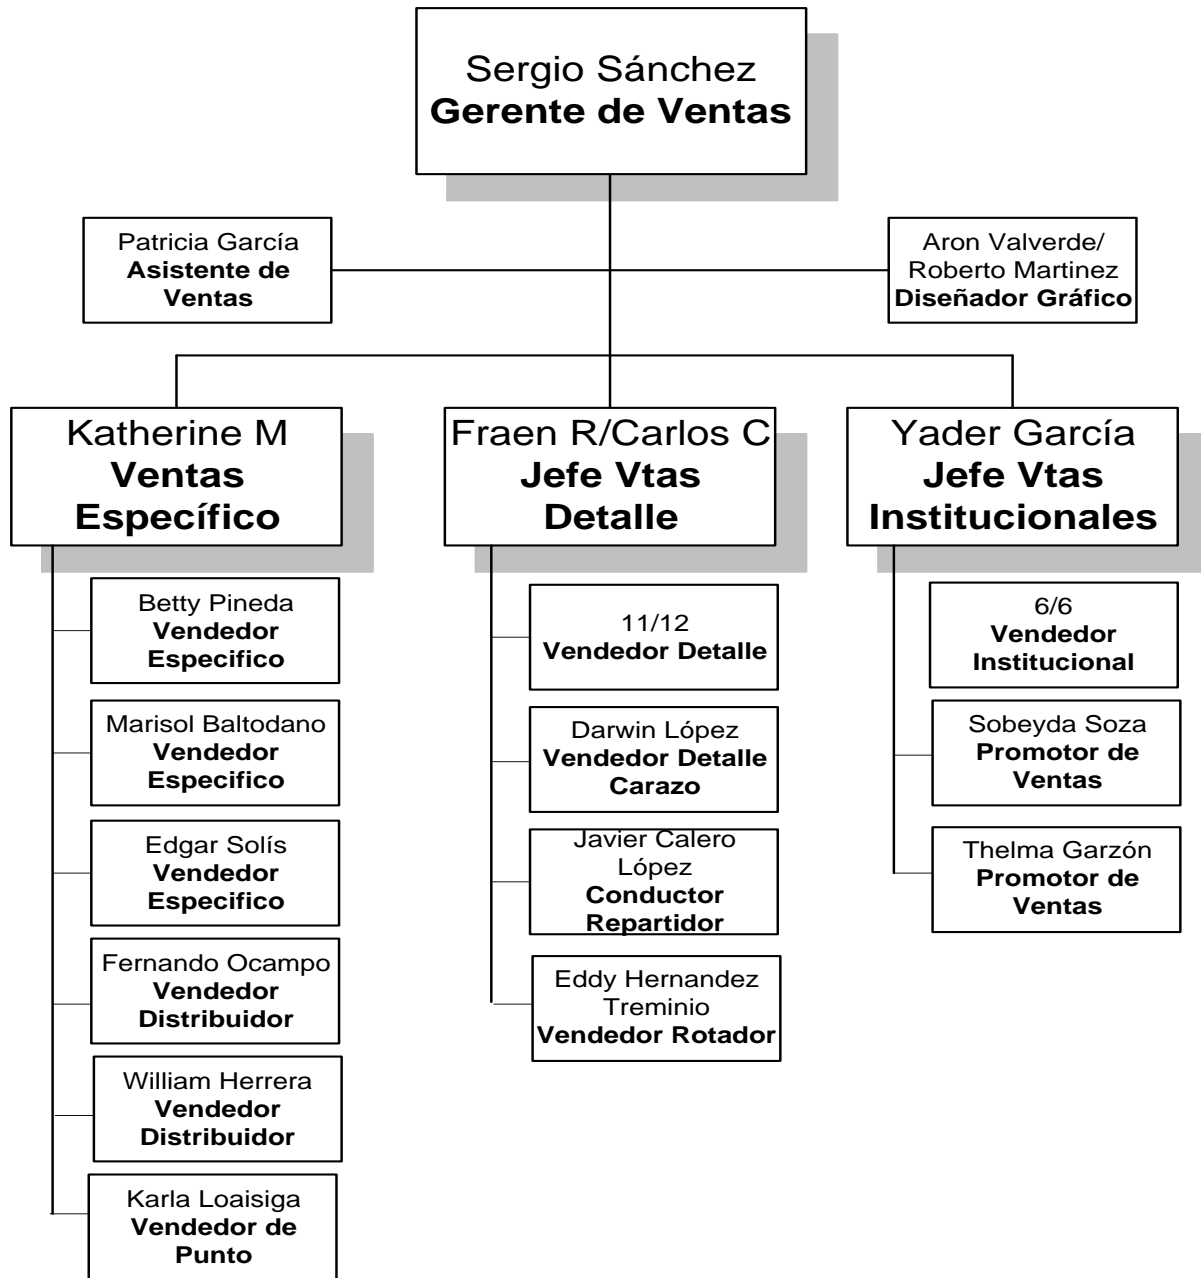 Sergio Sánchez
Gerente de Ventas
Patricia García
Asistente de
Ventas
Aron Valverde/
Roberto Martinez
Diseñador Gráfico
Katherine M
Ventas
Específico
Fraen R/Carlos C
Jefe Vtas
Detalle
Yader García
Jefe Vtas
Institucionales
Betty Pineda
Vendedor
Especifico
Marisol Baltodano
Vendedor
Especifico
Edgar Solís
Vendedor
Especifico
Fernando Ocampo
Vendedor
Distribuidor
William Herrera
Vendedor
Distribuidor
Karla Loaisiga
Vendedor de
Punto
11/12
Vendedor Detalle
Darwin López
Vendedor Detalle
Carazo
Javier Calero
López
Conductor
Repartidor
Eddy Hernandez
Treminio
Vendedor Rotador
6/6
Vendedor
Institucional
Sobeyda Soza
Promotor de
Ventas
Thelma Garzón
Promotor de
Ventas